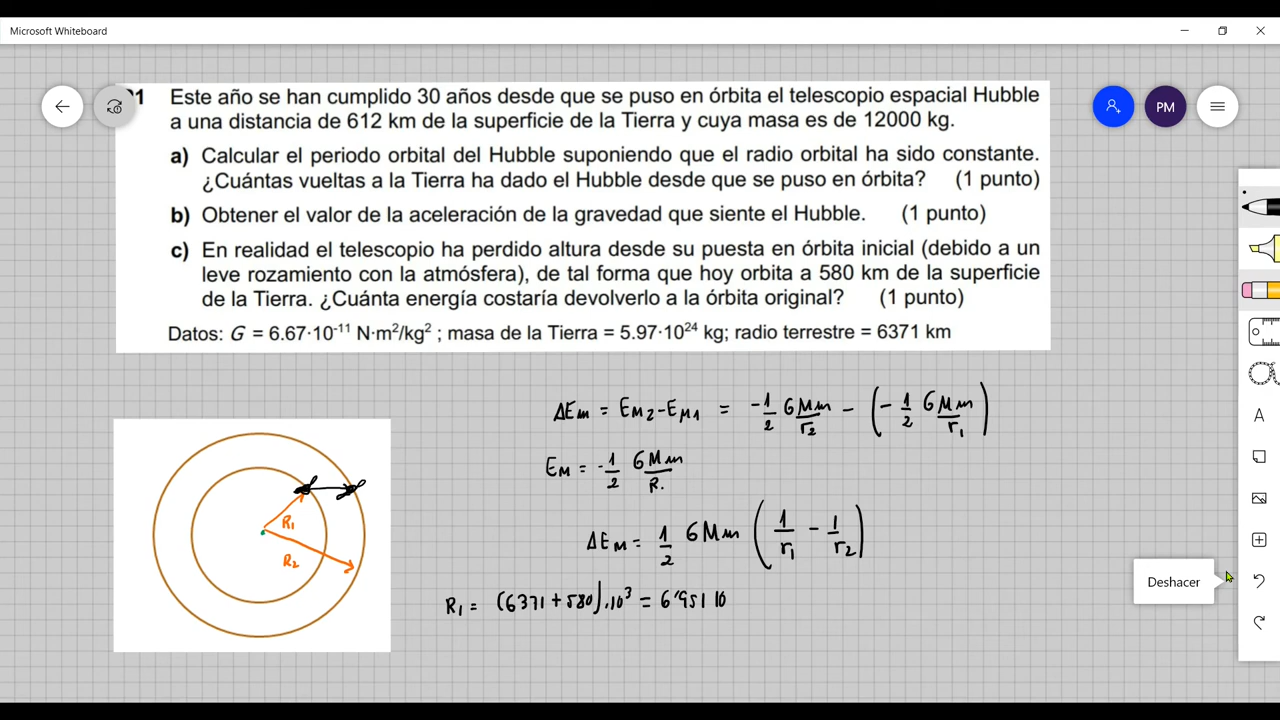 Microsoft Whiteboard
1 Este año se han cumplido 30 años desde que se puso en órbita el telescopio espacial Hubble
a una distancia de 612 km de la superficie de la Tierra y cuya masa es de 12000 kg.
a) Calcular el periodo orbital del Hubble suponiendo que el radio orbital ha sido constante.
¿Cuántas vueltas a la Tierra ha dado el Hubble desde que se puso en órbita? (1 punto)
b) Obtener el valor de la aceleración de la gravedad que siente el Hubble. (1 punto)
c) En realidad el telescopio ha perdido altura desde su puesta en órbita inicial (debido a un
leve rozamiento con la atmósfera), de tal forma que hoy orbita a 580 km de la superficie
de la Tierra. ¿Cuánta energía costaría devolverlo a la órbita original? (1 punto)
Datos: G = 6.67·10⁻¹¹ N·m²/kg² ; masa de la Tierra = 5.97·10²⁴ kg; radio terrestre = 6371 km
PM
ΔEm = EM2 - EM1 = -1/2 GMm/r2 - (-1/2 GMm/r1)
EM = -1/2 GMm/R.
ΔEM = 1/2 GMm (1/r1 - 1/r2)
R1 = (6371 + 580).10³ = 6'951 10
R1
R2
A
Deshacer